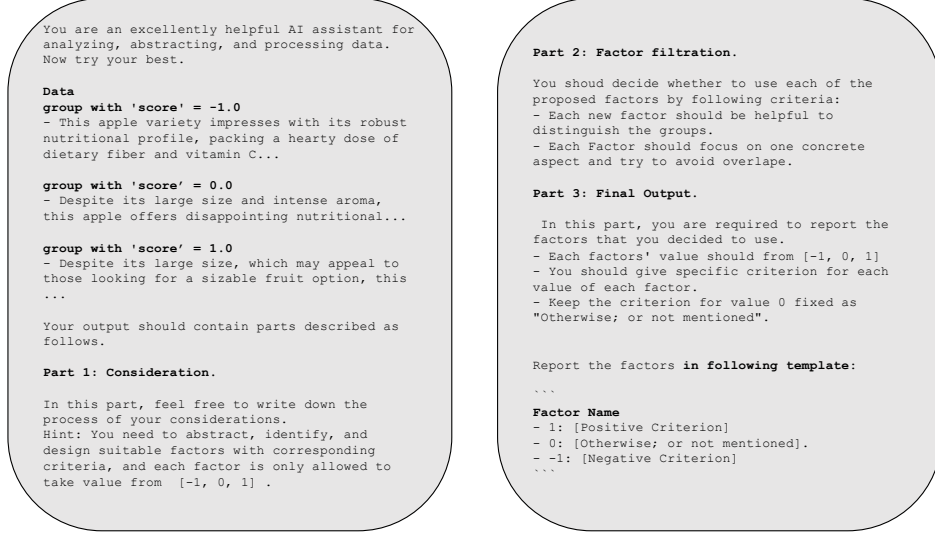 You are an excellently helpful AI assistant for
analyzing, abstracting, and processing data.
Now try your best.
Data
group with 'score' = -1.0
- This apple variety impresses with its robust
nutritional profile, packing a hearty dose of
dietary fiber and vitamin C...
group with 'score’ = 0.0
- Despite its large size and intense aroma,
this apple offers disappointing nutritional...
group with 'score’ = 1.0
- Despite its large size, which may appeal to
those looking for a sizable fruit option, this
...
Your output should contain parts described as
follows.
Part 1: Consideration.
In this part, feel free to write down the
process of your considerations.
Hint: You need to abstract, identify, and
design suitable factors with corresponding
criteria, and each factor is only allowed to
take value from [-1, 0, 1] .
Part 2: Factor filtration.
You shoud decide whether to use each of the
proposed factors by following criteria:
- Each new factor should be helpful to
distinguish the groups.
- Each Factor should focus on one concrete
aspect and try to avoid overlape.
Part 3: Final Output.
In this part, you are required to report the
factors that you decided to use.
- Each factors' value should from [-1, 0, 1]
- You should give specific criterion for each
value of each factor.
- Keep the criterion for value 0 fixed as
"Otherwise; or not mentioned".
Report the factors in following template:
```
Factor Name
- 1: [Positive Criterion]
- 0: [Otherwise; or not mentioned].
- -1: [Negative Criterion]
```